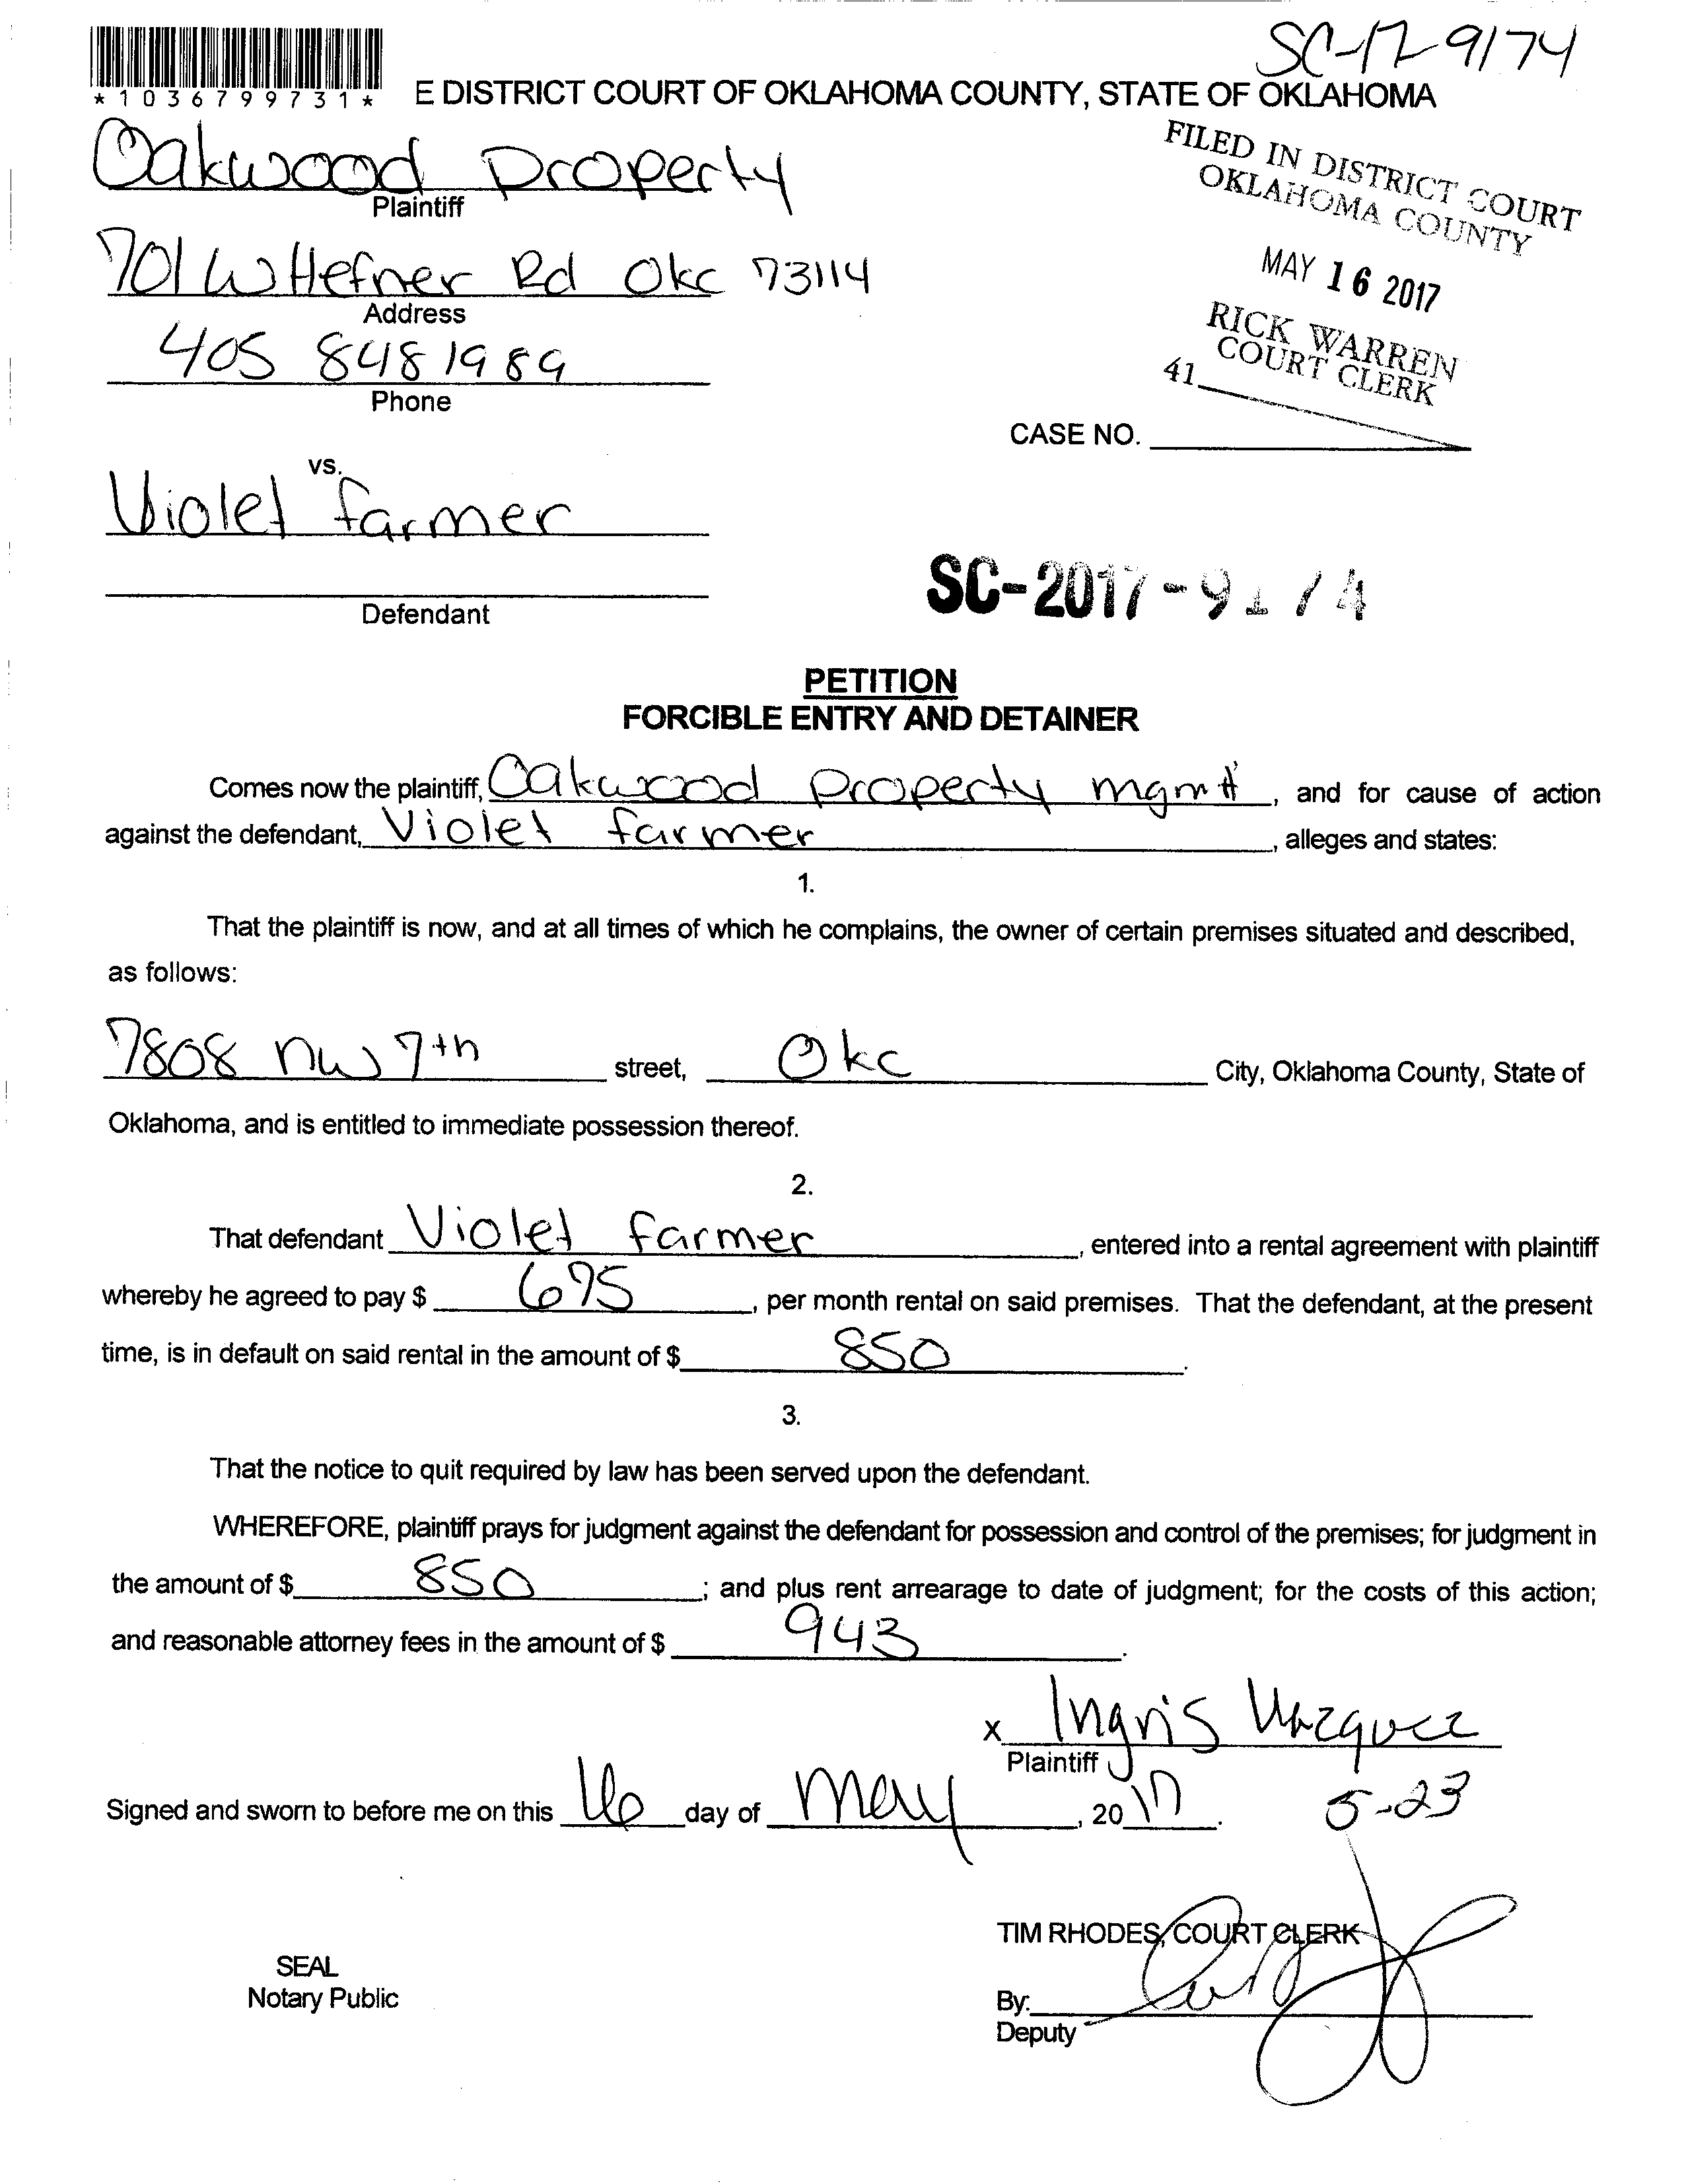 SC-17-9174
*1036799731*
E DISTRICT COURT OF OKLAHOMA COUNTY, STATE OF OKLAHOMA
Oakwood Property
Plaintiff
FILED IN DISTRICT COURT
OKLAHOMA COUNTY
MAY 16 2017
RICK WARREN
COURT CLERK
41
701 W Hefner Rd Okc 73114
Address
405 848 1989
Phone
CASE NO.
vs.
Violet farmer
Defendant
SC-2017-9174
PETITION
FORCIBLE ENTRY AND DETAINER
Comes now the plaintiff, Oakwood Property mgmt, and for cause of action
against the defendant, Violet farmer, alleges and states:
1.
That the plaintiff is now, and at all times of which he complains, the owner of certain premises situated and described,
as follows:
7808 nw 7th street, Okc City, Oklahoma County, State of
Oklahoma, and is entitled to immediate possession thereof.
2.
That defendant Violet farmer, entered into a rental agreement with plaintiff
whereby he agreed to pay $ 675, per month rental on said premises. That the defendant, at the present
time, is in default on said rental in the amount of $ 850.
3.
That the notice to quit required by law has been served upon the defendant.
WHEREFORE, plaintiff prays for judgment against the defendant for possession and control of the premises; for judgment in
the amount of $ 850; and plus rent arrearage to date of judgment; for the costs of this action;
and reasonable attorney fees in the amount of $ 943.
x Ingris Vazquez
Plaintiff
Signed and sworn to before me on this 16 day of May, 2017.
5-23
TIM RHODES, COURT CLERK
SEAL
Notary Public
By:
Deputy